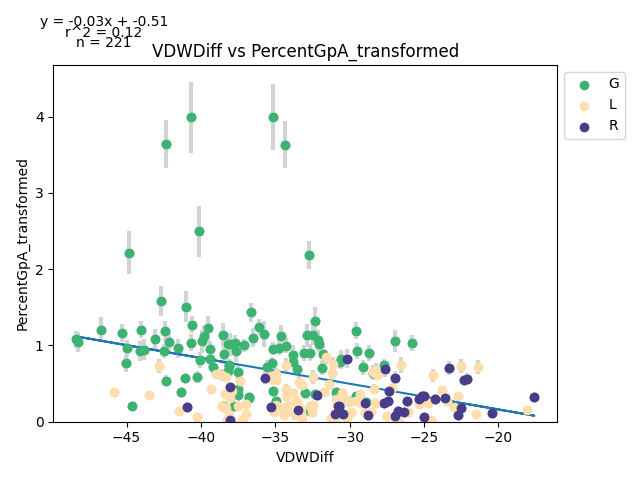 y = -0.03x + -0.51
r^2 = 0.12
n = 221
VDWDiff vs PercentGpA_transformed
G
L
R
4
3
2
1
0
PercentGpA_transformed
−45
−40
−35
−30
−25
−20
VDWDiff